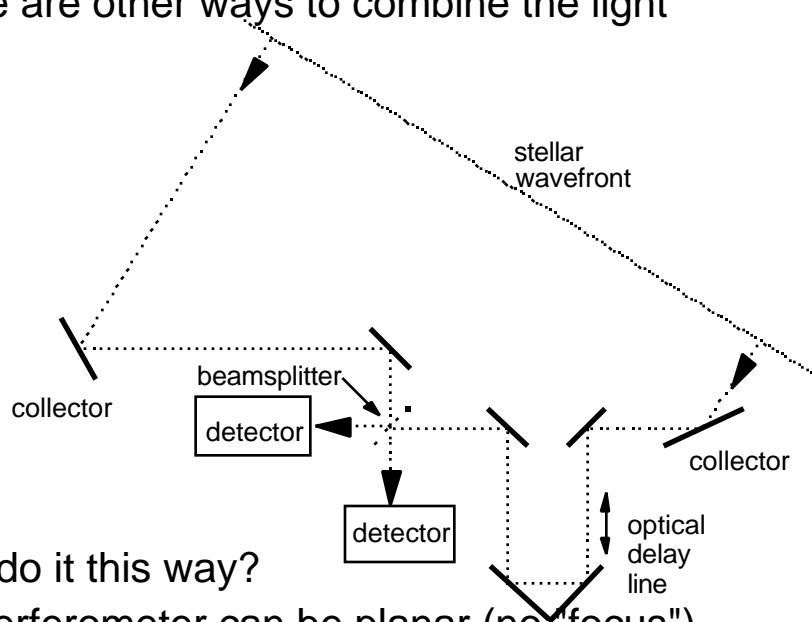 e are other ways to combine the light
stellar
wavefront
beamsplitter
collector
detector
collector
detector
optical
delay
line
do it this way?
erferometer can be planar (no "focus")